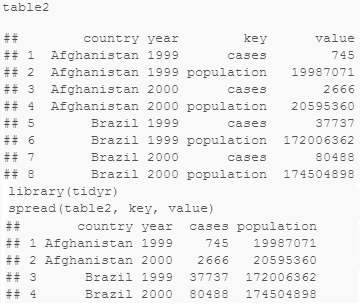 table2
##       country year        key     value
## 1 Afghanistan 1999      cases       745
## 2 Afghanistan 1999 population  19987071
## 3 Afghanistan 2000      cases      2666
## 4 Afghanistan 2000 population  20595360
## 5      Brazil 1999      cases     37737
## 6      Brazil 1999 population 172006362
## 7      Brazil 2000      cases     80488
## 8      Brazil 2000 population 174504898
library(tidyr)
spread(table2, key, value)
##       country year  cases population
## 1 Afghanistan 1999    745   19987071
## 2 Afghanistan 2000   2666   20595360
## 3      Brazil 1999  37737  172006362
## 4      Brazil 2000  80488  174504898